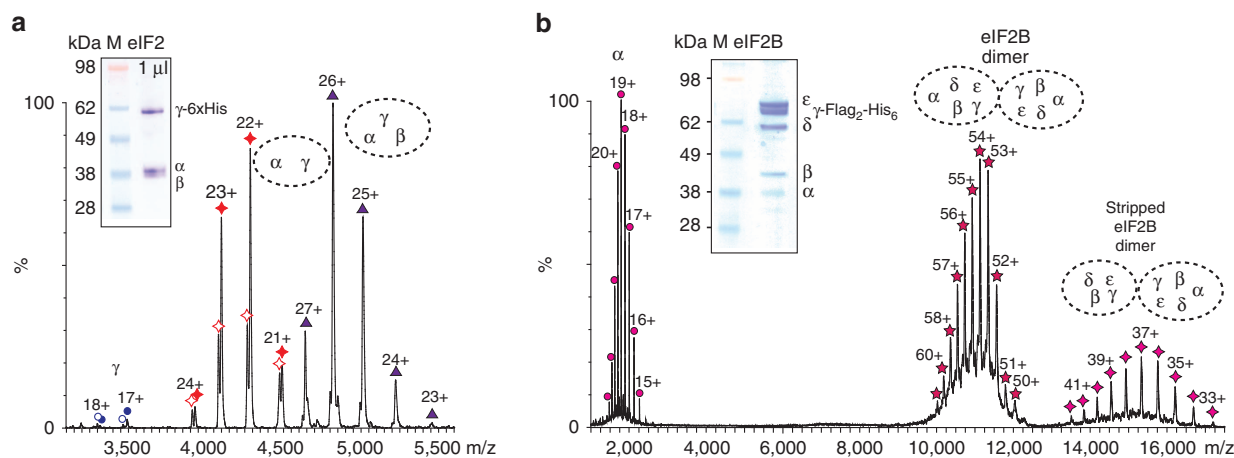 a
kDa M eIF2
1 µl
98
62
49
38
28
γ-6xHis
α
β
100
%
0
γ
18+
17+
24+
23+
22+
21+
α γ
27+
26+
25+
24+
23+
γ
α β
3,500 4,000 4,500 5,000 5,500 m/z
b
α
19+
18+
20+
17+
16+
15+
100
%
0
kDa M eIF2B
98
62
49
38
28
ε
γ-Flag2-His6
δ
β
α
eIF2B
dimer
α δ ε β γ
γ β ε δ α
54+
53+
55+
56+
57+
52+
58+
60+
51+
50+
Stripped
eIF2B
dimer
δ ε β γ
γ β ε δ α
37+
39+
35+
41+
33+
2,000 4,000 6,000 8,000 10,000 12,000 14,000 16,000 m/z